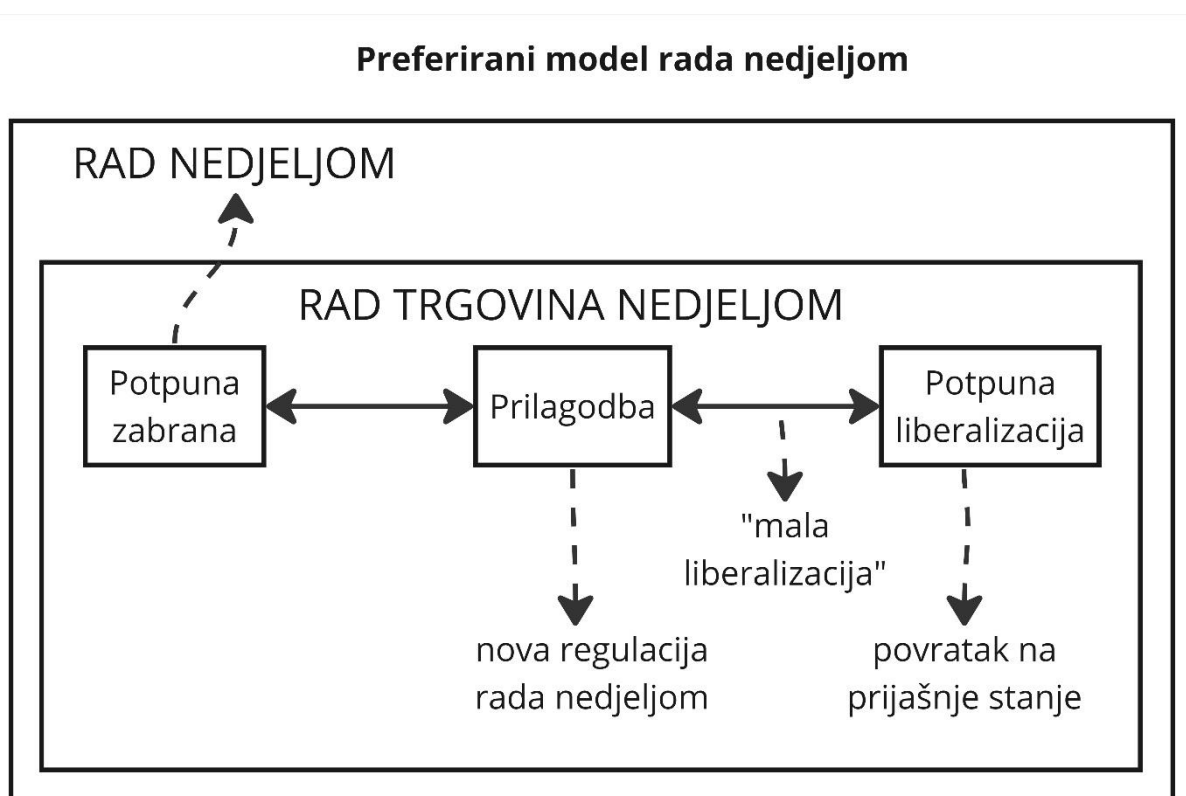 Preferirani model rada nedjeljom
RAD NEDJELJOM
RAD TRGOVINA NEDJELJOM
Potpuna
zabrana
Prilagodba
Potpuna
liberalizacija
"mala
liberalizacija"
nova regulacija
rada nedjeljom
povratak na
prijašnje stanje